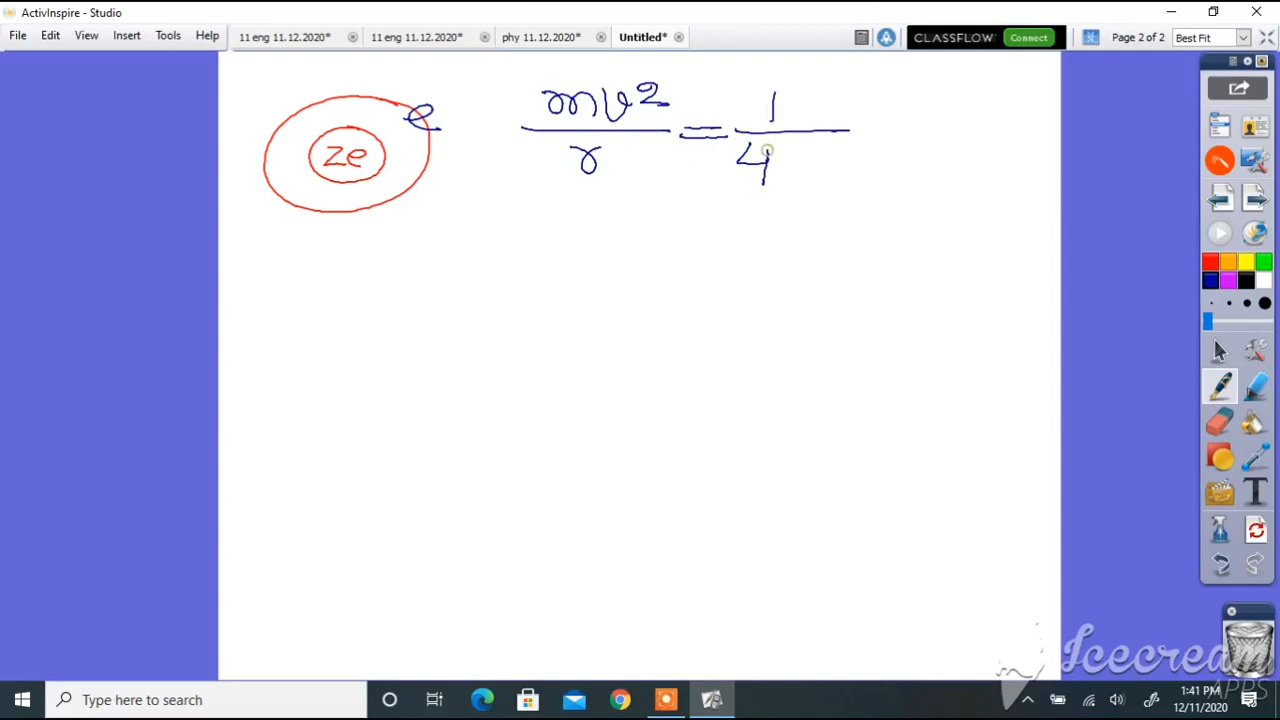 ActivInspire - Studio
File Edit View Insert Tools Help
11 eng 11.12.2020* 11 eng 11.12.2020* phy 11.12.2020* Untitled*
CLASSFLOW Connect
Page 2 of 2 Best Fit
ze e
mv2 = 1
r 4
Icecream
APPS
Type here to search
1:41 PM
12/11/2020